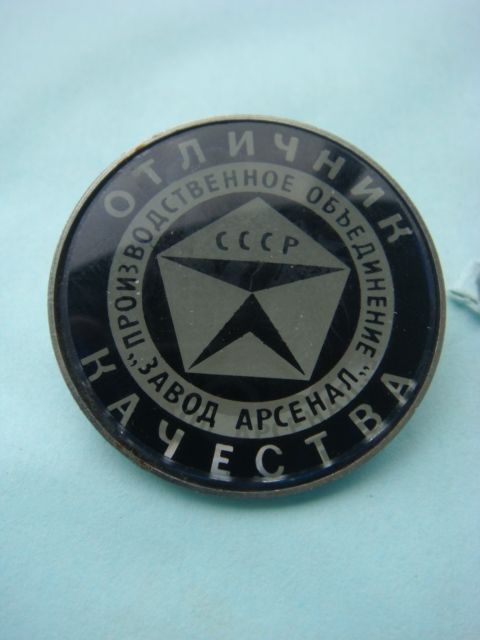 ОТЛИЧНИК
КАЧЕСТВА
ПРОИЗВОДСТВЕННОЕ ОБЪЕДИНЕНИЕ
„ЗАВОД АРСЕНАЛ„
СССР